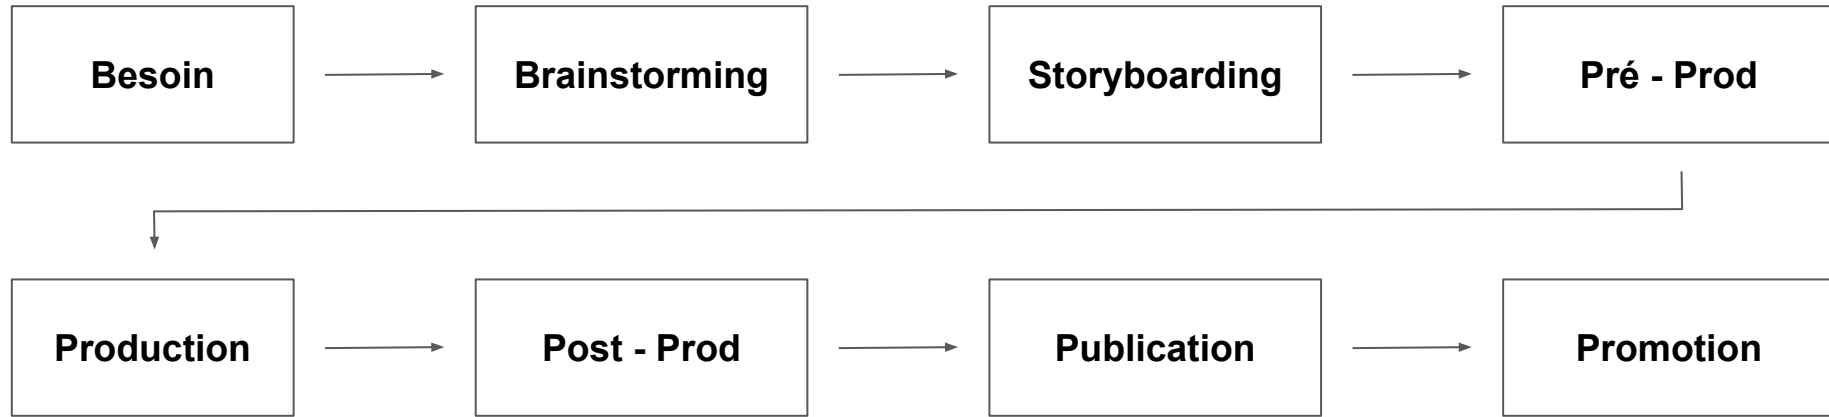 Besoin
Brainstorming
Storyboarding
Pré - Prod
Production
Post - Prod
Publication
Promotion